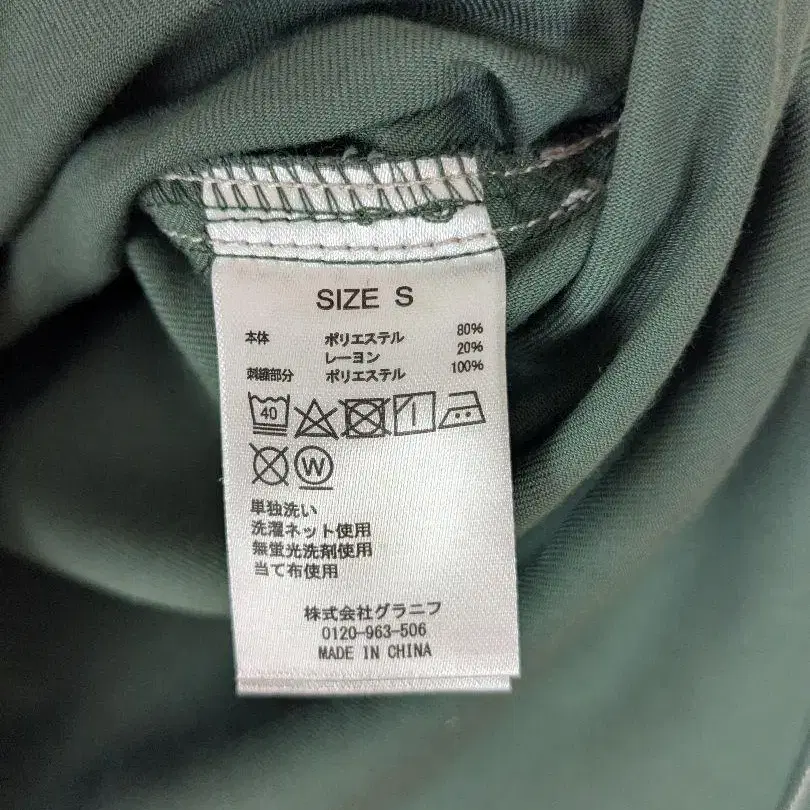 SIZE S
本体 ポリエステル 80%
レーヨン 20%
刺繍部分 ポリエステル 100%
40
W
単独洗い
洗濯ネット使用
無蛍光洗剤使用
当て布使用
株式会社グラニフ
0120-963-506
MADE IN CHINA